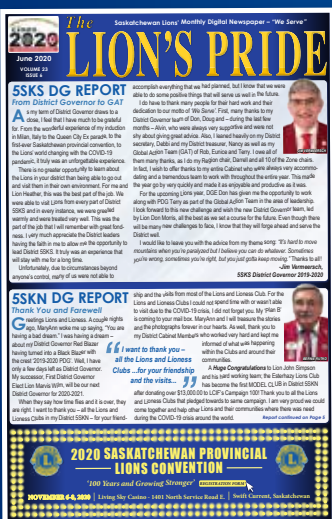 2020
June 2020
VOLUME 23
ISSUE 6
Saskatchewan Lions' Monthly Digital Newspaper – "We Serve"
The
LION'S PRIDE
5SKS DG REPORT
From District Governor to GAT
As my term of District Governor draws to a
close, I feel that I have much to be grateful
for. From the wonderful experience of my induction
in Milan, Italy to the Queen City Ex parade, to the
first-ever Saskatchewan provincial convention, to
the Lions' world changing with the COVID-19
pandemic, it truly was an unforgettable experience.
There is no greater opportunity to learn about
the Lions in your district than being able to go out
and visit them in their own environment. For me and
Lion Heather, this was the best part of the job. We
were able to visit Lions from every part of District
5SKS and in every instance, we were greeted
warmly and were treated very well. This was the
part of the job that I will remember with great fond-
ness. I very much appreciate the District Leaders
having the faith in me to allow me the opportunity to
lead District 5SKS. It truly was an experience that
will stay with me for a long time.
Unfortunately, due to circumstances beyond
anyone's control, many of us were not able to
accomplish everything that we had planned, but I know that we were
able to do some positive things that will serve us well in the future.
I do have to thank many people for their hard work and their
dedication to our motto of 'We Serve'. First, many thanks to my
District Governor team of Don, Doug and – during the last few
months – Alvin, who were always very supportive and were not
shy about giving great advice. Also, I leaned heavily on my District
secretary, Debbi and my District treasurer, Nancy as well as my
Global Action Team (GAT) of Rob, Eunice and Terry. I owe all of
them many thanks, as I do my Region chair, Darrell and all 10 of the Zone chairs.
In fact, I wish to offer thanks to my entire Cabinet who were always very accommo-
dating and a tremendous team to work with throughout the entire year. This made
the year go by very quickly and made it as enjoyable and productive as it was.
For the upcoming Lions year, DGE Don has given me the opportunity to work
along with PDG Terry as part of the Global Action Team in the area of leadership.
I look forward to this new challenge and wish the new District Governor team, led
by Lion Don Morris, all the best as we set a course for the future. Even though there
will be many new challenges to face, I know that they will forge ahead and serve the
District well.
I would like to leave you with the advice from my theme song: 'It's hard to move
mountains when you're paralyzed but I believe you can do whatever. Sometimes
you're wrong, sometimes you're right, but you just gotta keep moving.' Thanks to all!
-Jim Vermeersch,
5SKS District Governor 2019-2020
5SKN DG REPORT
Thank You and Farewell
Greetings Lions and Lioness. A couple nights
ago, MaryAnn woke me up saying, "You are
having a bad dream." I was having a dream –
about my District Governor Red Blazer
having turned into a Black Blazer with
the crest '2019-2020 PDG'. Well, I have
only a few days left as District Governor.
My successor, First District Governor
Elect Lion Marvis Wilm, will be our next
District Governor for 2020-2021.
When they say how time flies and it is over, they
are right. I want to thank you – all the Lions and
Lioness Clubs in my District 5SKN – for your friend-
ship and the visits from most of the Lions and Lioness Club. For the
Lions and Lioness Clubs I could not spend time with or wasn't able
to visit due to the COVID-19 crisis, I did not forget you. My plan B
is coming to your mail box. MaryAnn and I will treasure the stories
and the photographs forever in our hearts. As well, thank you to
my District Cabinet Members who worked very hard and kept me
informed of what was happening
within the Clubs and around their
communities.
A Huge Congratulations to Lion John Simpson
and his hard working team; the Esterhazy Lions Club
has become the first MODEL CLUB in District 5SKN
after donating over $13,000.00 to LCIF's Campaign 100! Thank you to all the Lions
and Lioness Clubs that pledged towards to same campaign. I am very proud we could
come together and help other Lions and their communities where there was need
during the COVID-19 crisis around the world.
Report continued on Page 5
"I want to thank you –
all the Lions and Lioness
Clubs ...for your friendship
and the visits..."
2020 SASKATCHEWAN PROVINCIAL
LIONS CONVENTION
'100 Years and Growing Stronger'
REGISTRATION FORM
NOVEMBER 6-8, 2020 | Living Sky Casino - 1401 North Service Road E. | Swift Current, Saskatchewan